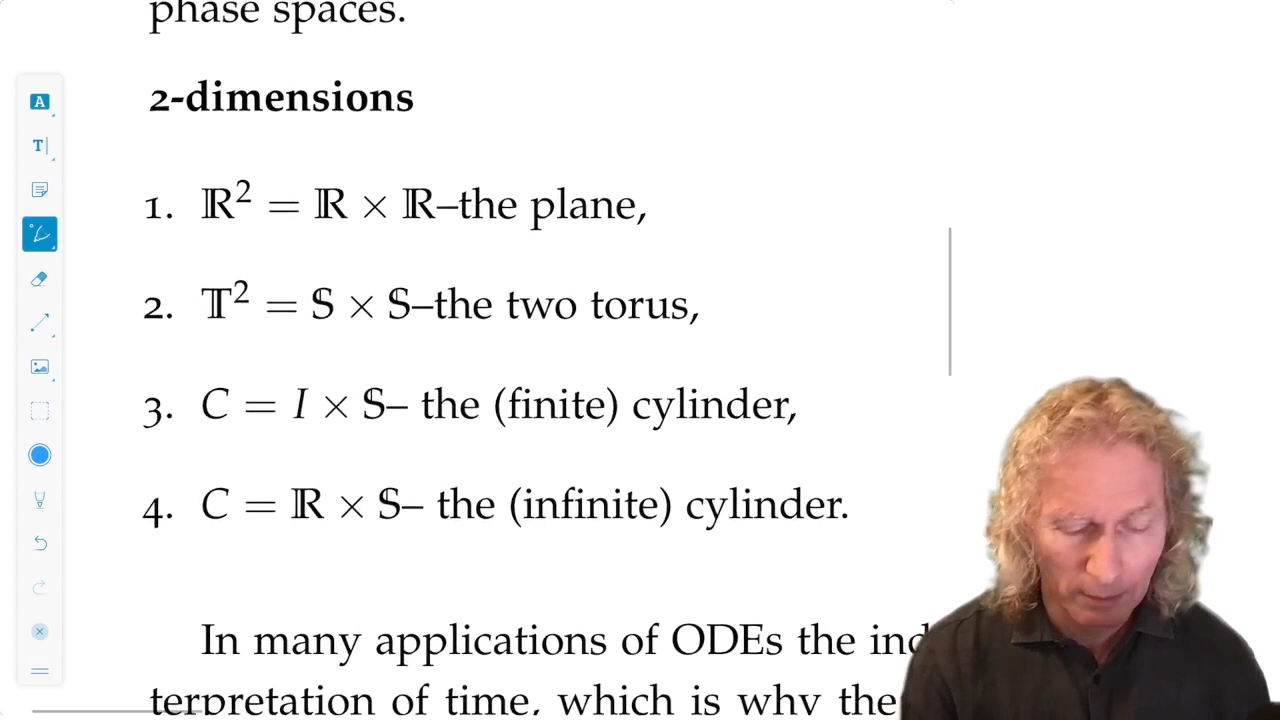 phase spaces.
2-dimensions
1. ℝ² = ℝ × ℝ–the plane,
2. 𝕋² = 𝕊 × 𝕊–the two torus,
3. C = I × 𝕊– the (finite) cylinder,
4. C = ℝ × 𝕊– the (infinite) cylinder.
In many applications of ODEs the
terpretation of time, which is why the
A
T